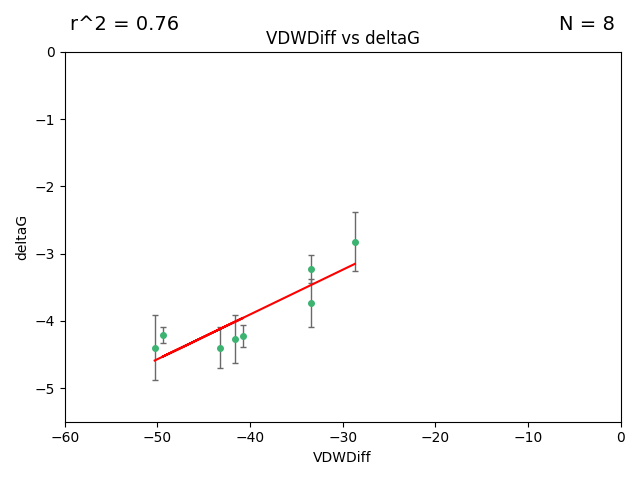 r^2 = 0.76
N = 8
VDWDiff vs deltaG
0
−1
−2
−3
−4
−5
deltaG
−60
−50
−40
−30
−20
−10
0
VDWDiff